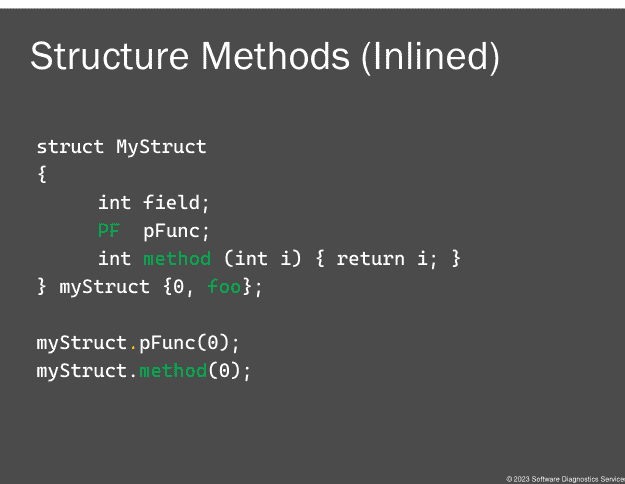 Structure Methods (Inlined)
struct MyStruct
{
int field;
PF pFunc;
int method (int i) { return i; }
} myStruct {0, foo};
myStruct.pFunc(0);
myStruct.method(0);
© 2023 Software Diagnostics Service